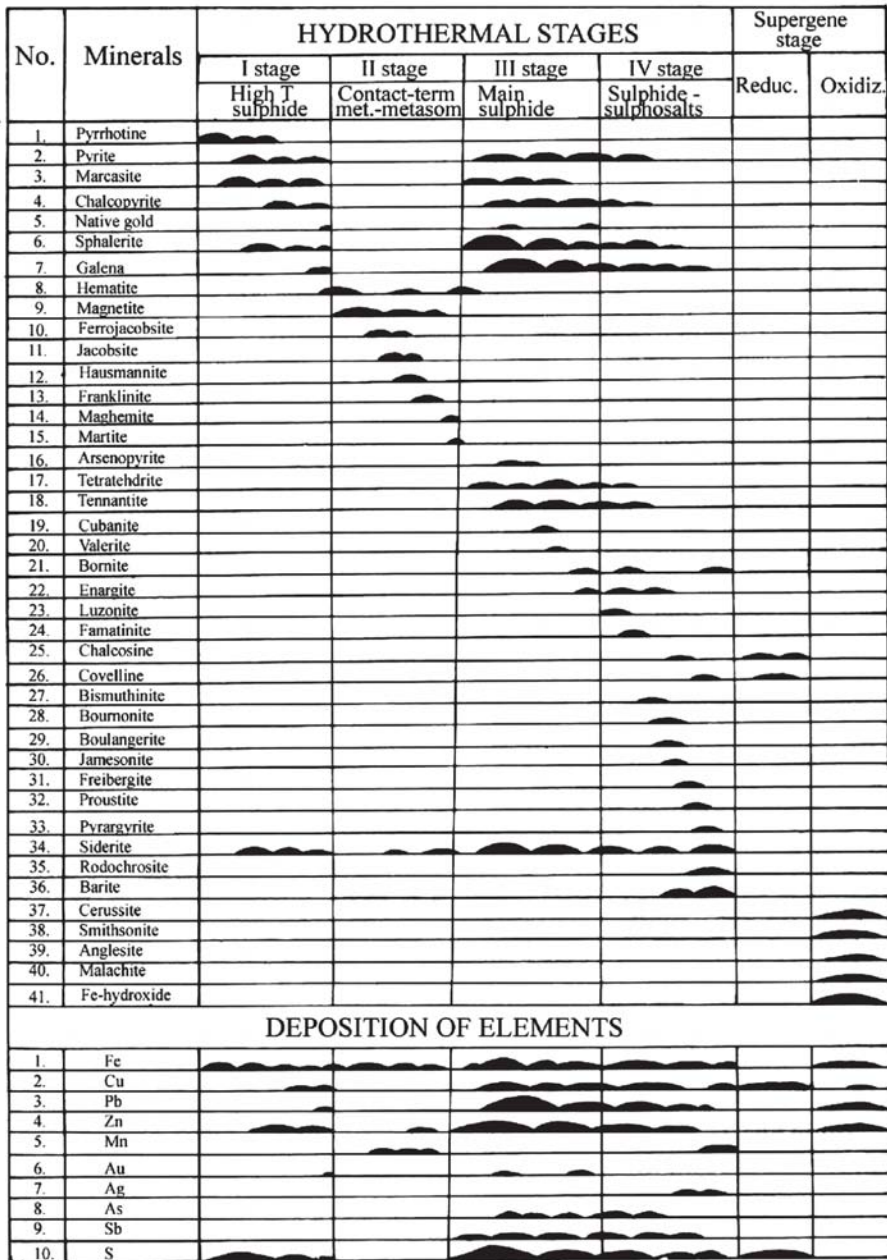 No.
Minerals
HYDROTHERMAL STAGES
Supergene
stage
I stage
II stage
III stage
IV stage
High T
sulphide
Contact-term
met.-metasom
Main
sulphide
Sulphide -
sulphosalts
Reduc.
Oxidiz.
1. Pyrrhotine
2. Pyrite
3. Marcasite
4. Chalcopyrite
5. Native gold
6. Sphalerite
7. Galena
8. Hematite
9. Magnetite
10. Ferrojacobsite
11. Jacobsite
12. Hausmannite
13. Franklinite
14. Maghemite
15. Martite
16. Arsenopyrite
17. Tetratehdrite
18. Tennantite
19. Cubanite
20. Valerite
21. Bornite
22. Enargite
23. Luzonite
24. Famatinite
25. Chalcosine
26. Covelline
27. Bismuthinite
28. Bournonite
29. Boulangerite
30. Jamesonite
31. Freibergite
32. Proustite
33. Pyrargyrite
34. Siderite
35. Rodochrosite
36. Barite
37. Cerussite
38. Smithsonite
39. Anglesite
40. Malachite
41. Fe-hydroxide
DEPOSITION OF ELEMENTS
1. Fe
2. Cu
3. Pb
4. Zn
5. Mn
6. Au
7. Ag
8. As
9. Sb
10. S